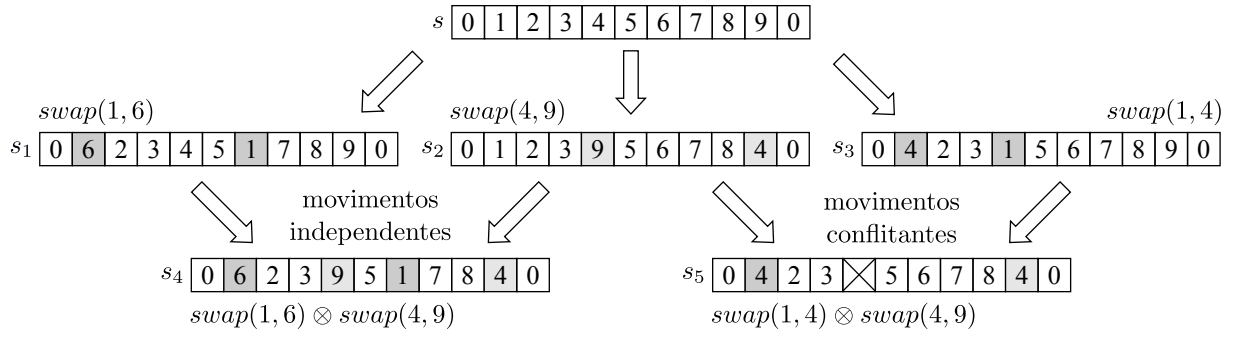 s 0 1 2 3 4 5 6 7 8 9 0
swap(1, 6) swap(4, 9) swap(1, 4)
s₁ 0 6 2 3 4 5 1 7 8 9 0 s₂ 0 1 2 3 9 5 6 7 8 4 0 s₃ 0 4 2 3 1 5 6 7 8 9 0
movimentos
independentes
movimentos
conflitantes
s₄ 0 6 2 3 9 5 1 7 8 4 0 s₅ 0 4 2 3 5 6 7 8 4 0
swap(1, 6) ⊗ swap(4, 9) swap(1, 4) ⊗ swap(4, 9)